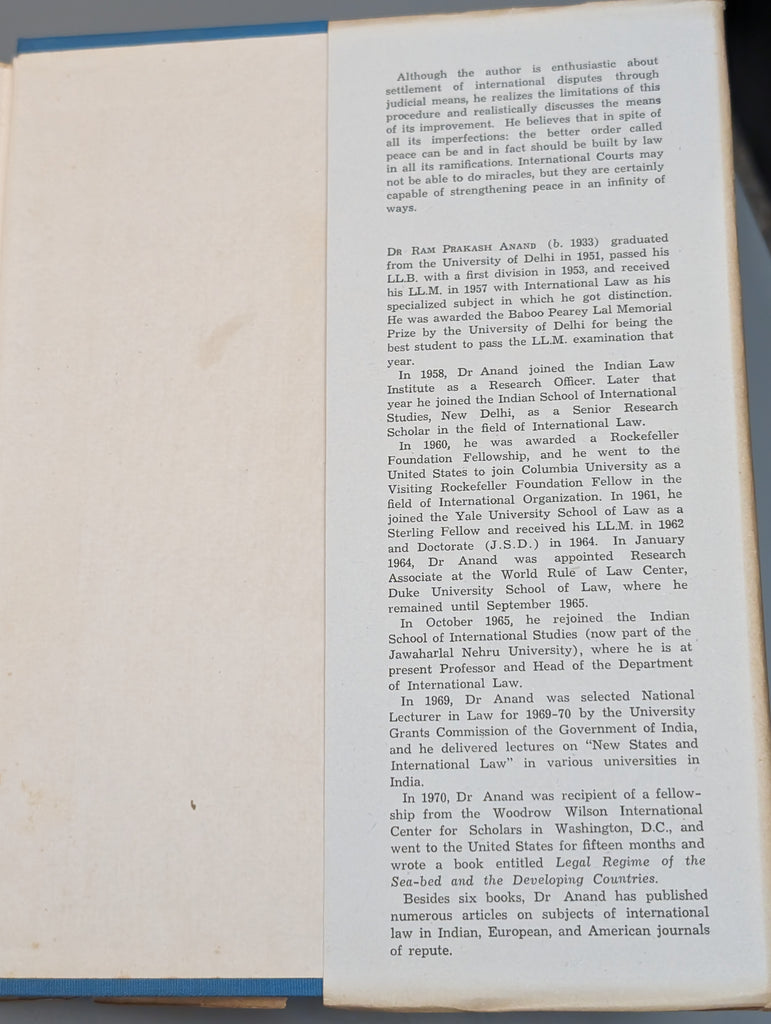 Although the author is enthusiastic about
settlement of international disputes through
judicial means, he realizes the limitations of this
procedure and realistically discusses the means
of its improvement. He believes that in spite of
all its imperfections: the better order called
peace can be and in fact should be built by law
in all its ramifications. International Courts may
not be able to do miracles, but they are certainly
capable of strengthening peace in an infinity of
ways.
DR RAM PRAKASH ANAND (b. 1933) graduated
from the University of Delhi in 1951, passed his
LL.B. with a first division in 1953, and received
his LL.M. in 1957 with International Law as his
specialized subject in which he got distinction.
He was awarded the Baboo Pearey Lal Memorial
Prize by the University of Delhi for being the
best student to pass the LL.M. examination that
year.
In 1958, Dr Anand joined the Indian Law
Institute as a Research Officer. Later that
year he joined the Indian School of International
Studies, New Delhi, as a Senior Research
Scholar in the field of International Law.
In 1960, he was awarded a Rockefeller
Foundation Fellowship, and he went to the
United States to join Columbia University as a
Visiting Rockefeller Foundation Fellow in the
field of International Organization. In 1961, he
joined the Yale University School of Law as a
Sterling Fellow and received his LL.M. in 1962
and Doctorate (J.S.D.) in 1964. In January
1964, Dr Anand was appointed Research
Associate at the World Rule of Law Center,
Duke University School of Law, where he
remained until September 1965.
In October 1965, he rejoined the Indian
School of International Studies (now part of the
Jawaharlal Nehru University), where he is at
present Professor and Head of the Department
of International Law.
In 1969, Dr Anand was selected National
Lecturer in Law for 1969-70 by the University
Grants Commission of the Government of India,
and he delivered lectures on "New States and
International Law" in various universities in
India.
In 1970, Dr Anand was recipient of a fellow-
ship from the Woodrow Wilson International
Center for Scholars in Washington, D.C., and
went to the United States for fifteen months and
wrote a book entitled Legal Regime of the
Sea-bed and the Developing Countries.
Besides six books, Dr Anand has published
numerous articles on subjects of international
law in Indian, European, and American journals
of repute.